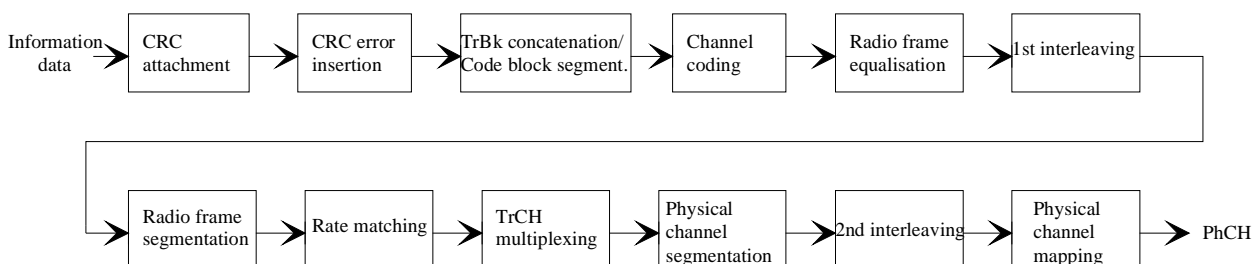 Information
data
CRC
attachment
CRC error
insertion
TrBk concatenation/
Code block segment.
Channel
coding
Radio frame
equalisation
1st interleaving
Radio frame
segmentation
Rate matching
TrCH
multiplexing
Physical
channel
segmentation
2nd interleaving
Physical
channel
mapping
PhCH